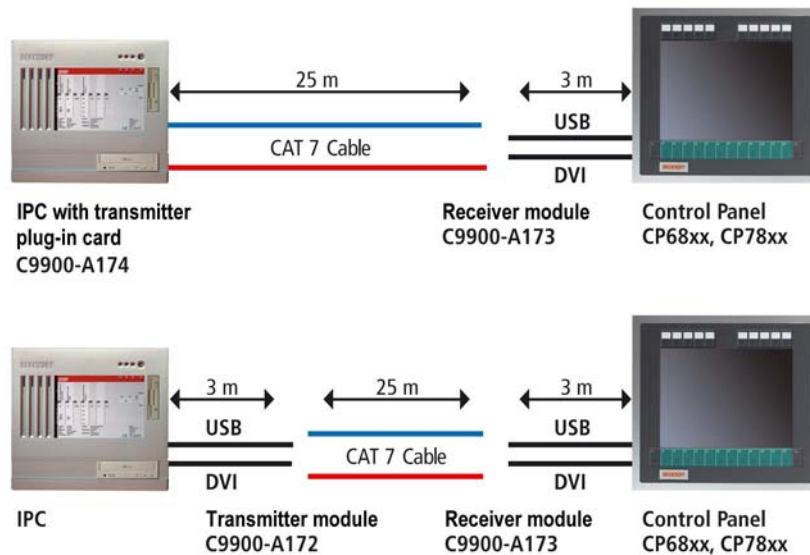 25 m
3 m
USB
CAT 7 Cable
DVI
IPC with transmitter
plug-in card
C9900-A174
Receiver module
C9900-A173
Control Panel
CP68xx, CP78xx
3 m
25 m
3 m
USB
USB
CAT 7 Cable
DVI
DVI
IPC
Transmitter module
C9900-A172
Receiver module
C9900-A173
Control Panel
CP68xx, CP78xx